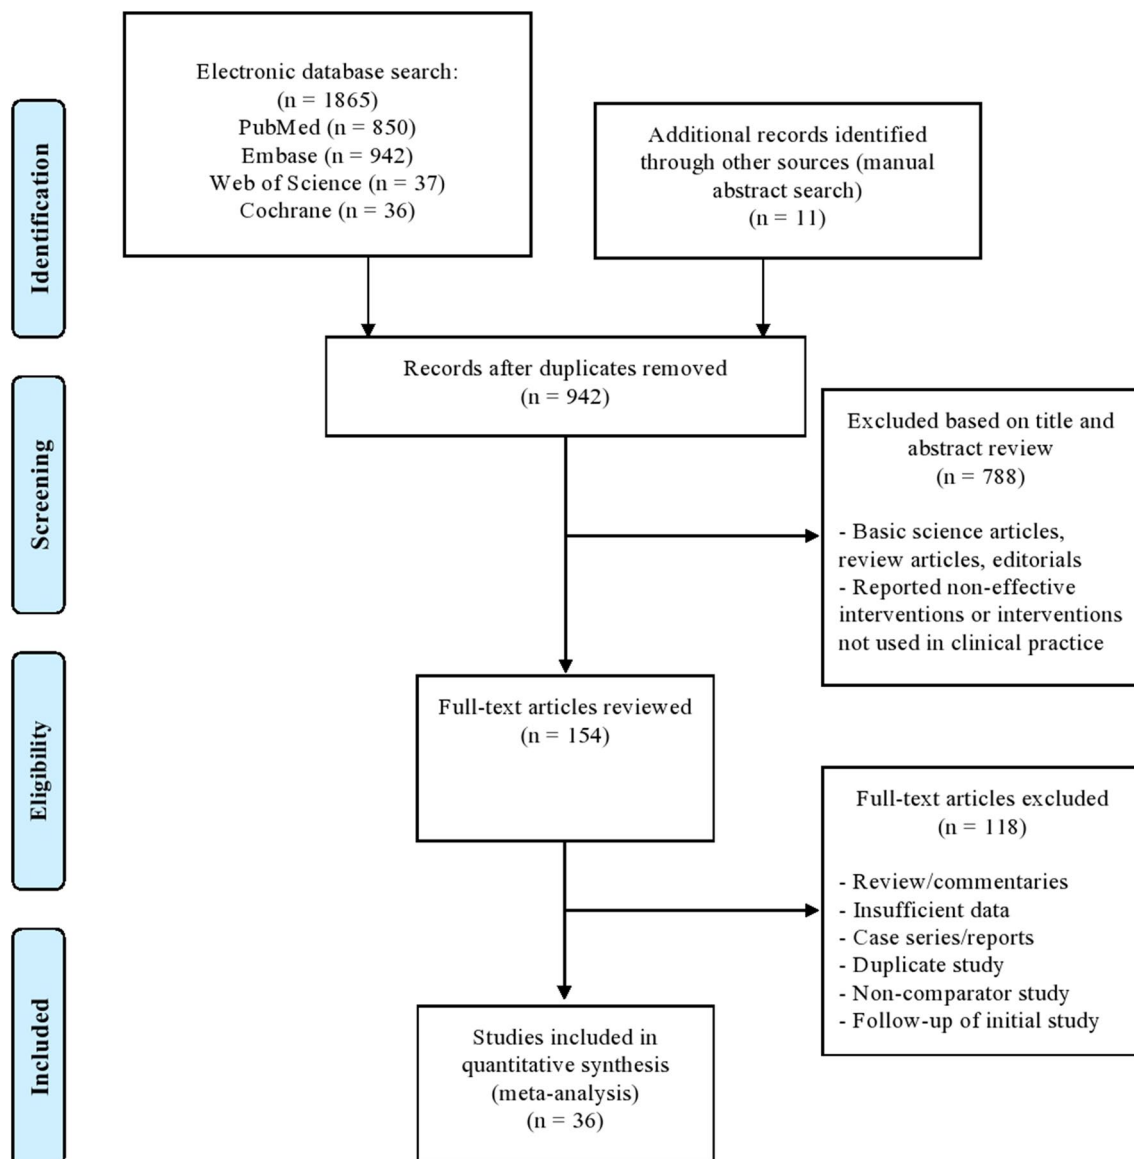 Electronic database search:
(n = 1865)
PubMed (n = 850)
Embase (n = 942)
Web of Science (n = 37)
Cochrane (n = 36)
Additional records identified
through other sources (manual
abstract search)
(n = 11)
Identification
Records after duplicates removed
(n = 942)
Screening
Excluded based on title and
abstract review
(n = 788)
- Basic science articles,
review articles, editorials
- Reported non-effective
interventions or interventions
not used in clinical practice
Eligibility
Full-text articles reviewed
(n = 154)
Full-text articles excluded
(n = 118)
- Review/commentaries
- Insufficient data
- Case series/reports
- Duplicate study
- Non-comparator study
- Follow-up of initial study
Included
Studies included in
quantitative synthesis
(meta-analysis)
(n = 36)